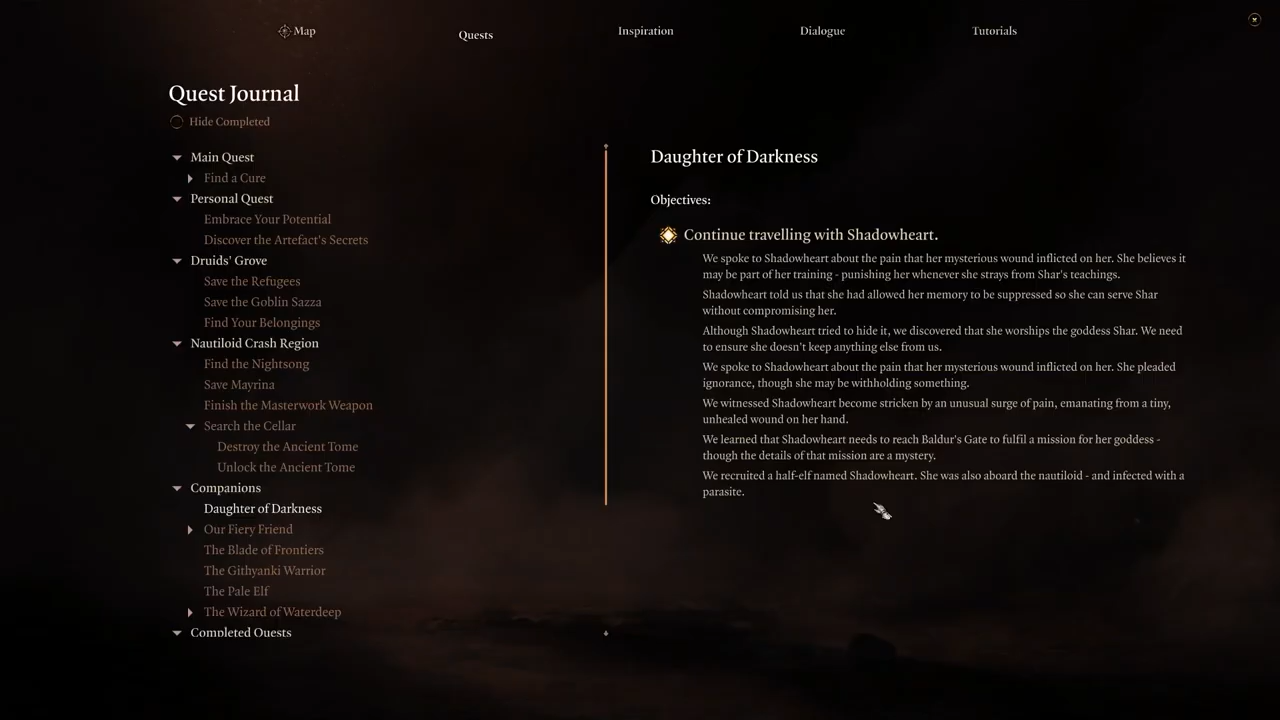 Map
Quests
Inspiration
Dialogue
Tutorials
Quest Journal
Hide Completed
Main Quest
Find a Cure
Personal Quest
Embrace Your Potential
Discover the Artefact's Secrets
Druids' Grove
Save the Refugees
Save the Goblin Sazza
Find Your Belongings
Nautiloid Crash Region
Find the Nightsong
Save Mayrina
Finish the Masterwork Weapon
Search the Cellar
Destroy the Ancient Tome
Unlock the Ancient Tome
Companions
Daughter of Darkness
Our Fiery Friend
The Blade of Frontiers
The Githyanki Warrior
The Pale Elf
The Wizard of Waterdeep
Completed Quests
Daughter of Darkness
Objectives:
Continue travelling with Shadowheart.
We spoke to Shadowheart about the pain that her mysterious wound inflicted on her. She believes it
may be part of her training - punishing her whenever she strays from Shar's teachings.
Shadowheart told us that she had allowed her memory to be suppressed so she can serve Shar
without compromising her.
Although Shadowheart tried to hide it, we discovered that she worships the goddess Shar. We need
to ensure she doesn't keep anything else from us.
We spoke to Shadowheart about the pain that her mysterious wound inflicted on her. She pleaded
ignorance, though she may be withholding something.
We witnessed Shadowheart become stricken by an unusual surge of pain, emanating from a tiny,
unhealed wound on her hand.
We learned that Shadowheart needs to reach Baldur's Gate to fulfil a mission for her goddess -
though the details of that mission are a mystery.
We recruited a half-elf named Shadowheart. She was also aboard the nautiloid - and infected with a
parasite.